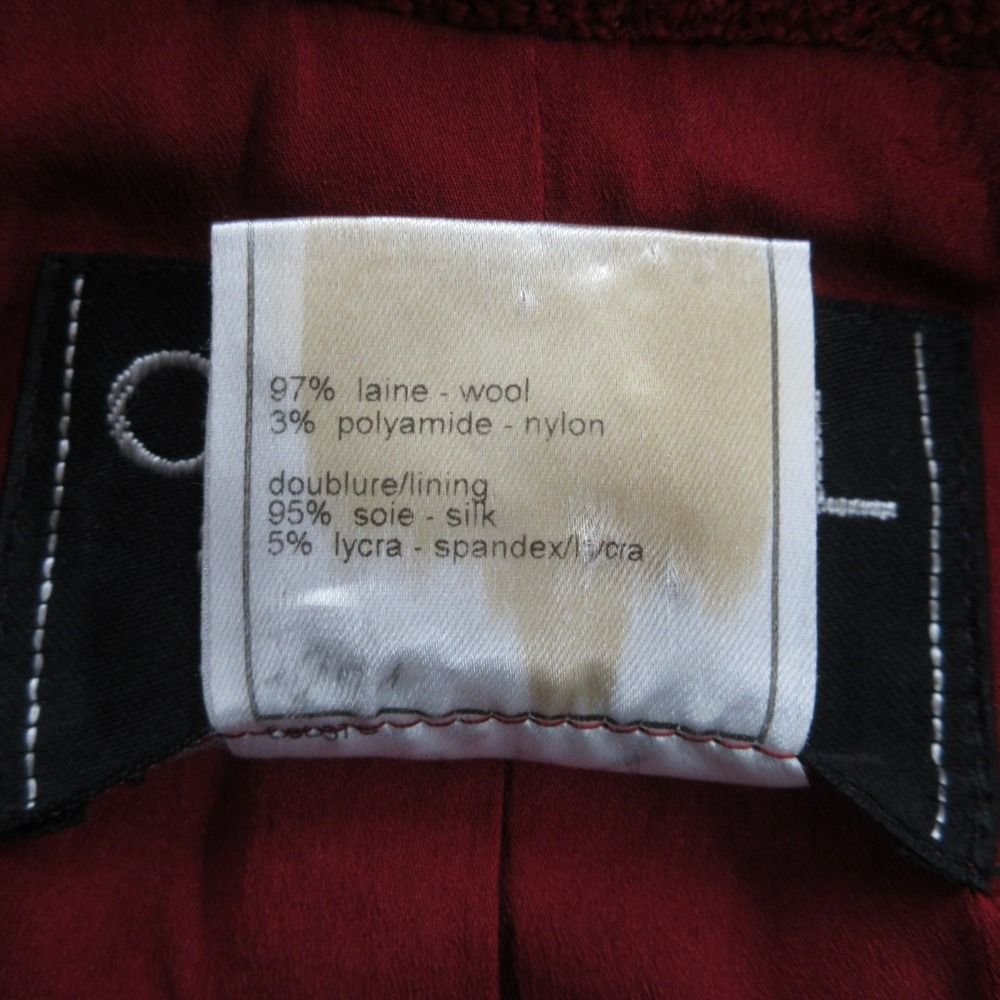 97% laine - wool
3% polyamide - nylon
doublure/lining
95% soie - silk
5% lycra - spandex/lycra